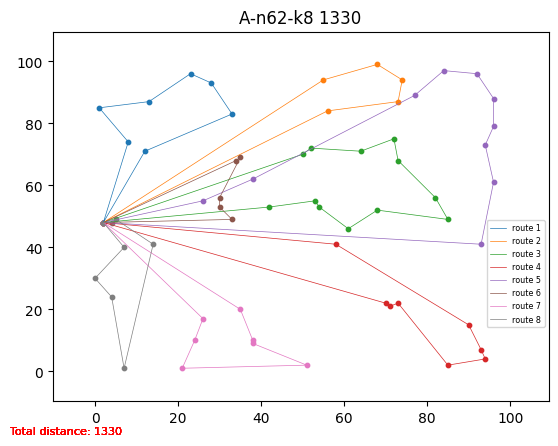 A-n62-k8 1330
100
80
60
40
20
0
0 20 40 60 80 100
route 1
route 2
route 3
route 4
route 5
route 6
route 7
route 8
Total distance: 1330